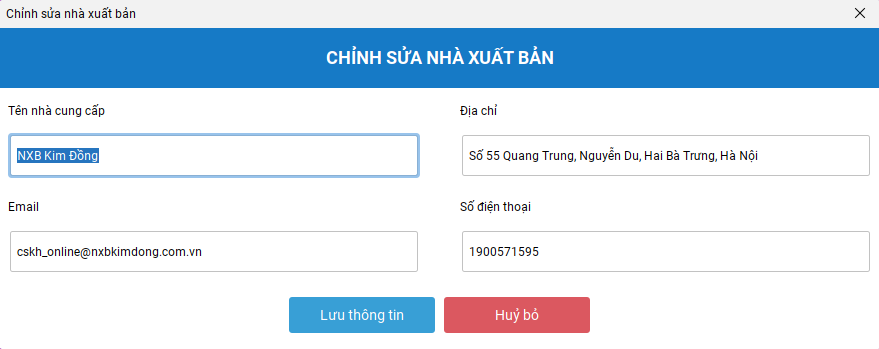 Chỉnh sửa nhà xuất bản
CHỈNH SỬA NHÀ XUẤT BẢN
Tên nhà cung cấp
Địa chỉ
NXB Kim Đồng
Số 55 Quang Trung, Nguyễn Du, Hai Bà Trưng, Hà Nội
Email
Số điện thoại
cskh_online@nxbkimdong.com.vn
1900571595
Lưu thông tin
Huỷ bỏ